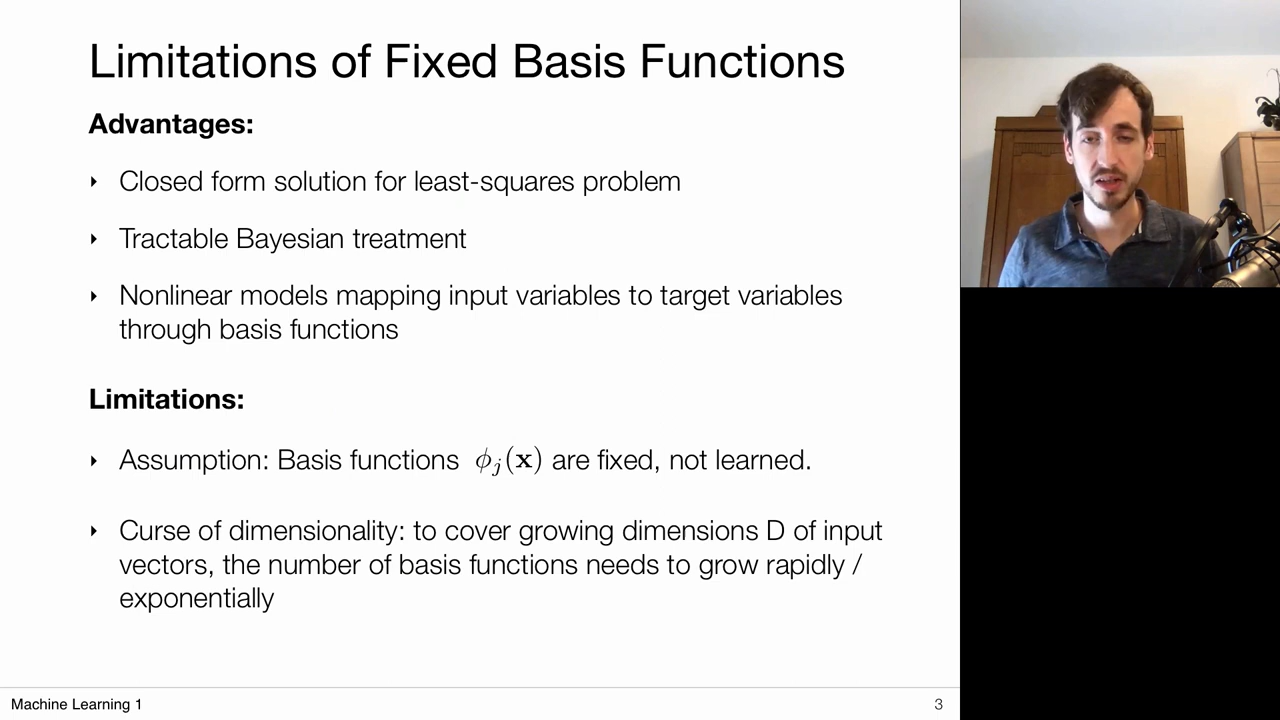 Limitations of Fixed Basis Functions
Advantages:
‣ Closed form solution for least-squares problem
‣ Tractable Bayesian treatment
‣ Nonlinear models mapping input variables to target variables
through basis functions
Limitations:
‣ Assumption: Basis functions ϕⱼ(𝐱) are fixed, not learned.
‣ Curse of dimensionality: to cover growing dimensions D of input
vectors, the number of basis functions needs to grow rapidly /
exponentially
Machine Learning 1
3